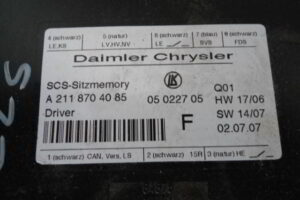 4 (schwarz) 5 (natur) 6 (schwarz) 7 (blau) 8 (schwarz)
LE,KS LV,HV,NV LE SVS FDS
Daimler Chrysler
SCS-Sitzmemory Q01
A 211 870 40 85 05 0227 05 HW 17/06
Driver F SW 14/07
02.07.07
1 (schwarz) CAN, Vers, LS 2 (schwarz) 15R 3 (natur) HE